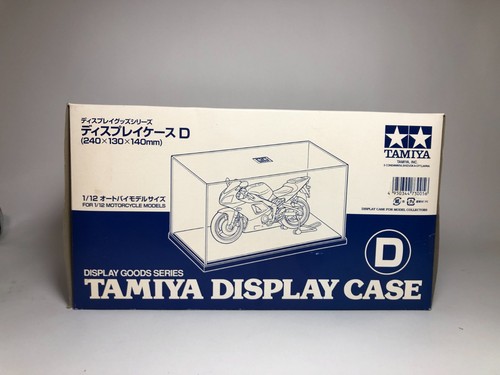 ディスプレイグッズシリーズ
ディスプレイケース D
(240×130×140mm)
1/12 オートバイモデルサイズ
FOR 1/12 MOTORCYCLE MODELS
TAMIYA
TAMIYA, INC.
4 950344 730056
DISPLAY CASE FOR MODEL COLLECTORS
D
DISPLAY GOODS SERIES
TAMIYA DISPLAY CASE